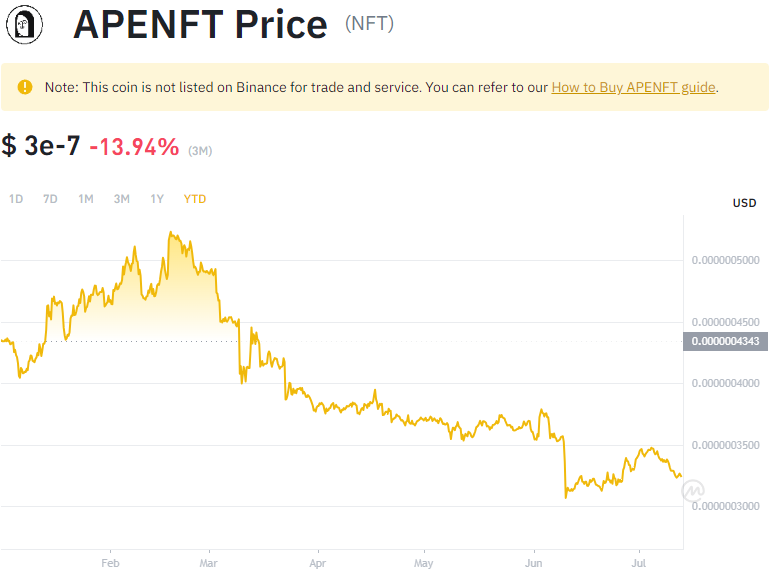 APENFT Price (NFT)
Note: This coin is not listed on Binance for trade and service. You can refer to our How to Buy APENFT guide.
$ 3e-7 -13.94% (3M)
1D 7D 1M 3M 1Y YTD
USD
0.0000005000
0.0000004500
0.0000004343
0.0000004000
0.0000003500
0.0000003000
Feb Mar Apr May Jun Jul